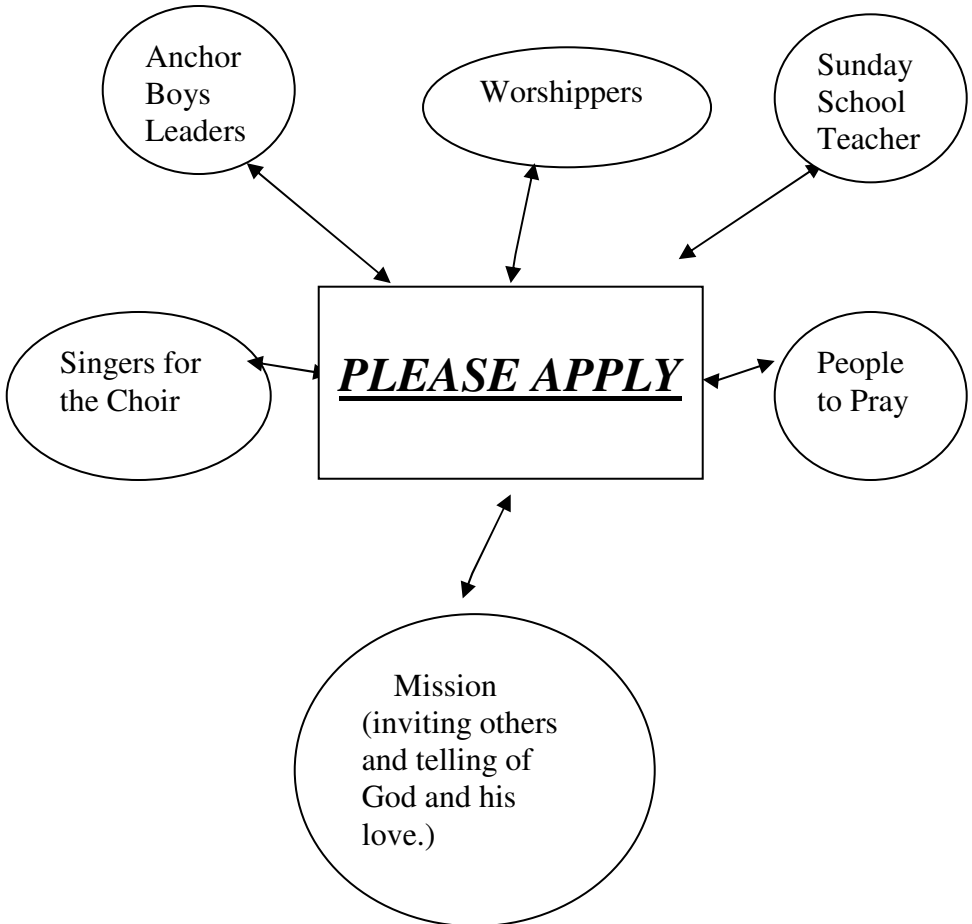 Anchor
Boys
Leaders
Worshippers
Sunday
School
Teacher
Singers for
the Choir
PLEASE APPLY
People
to Pray
Mission
(inviting others
and telling of
God and his
love.)